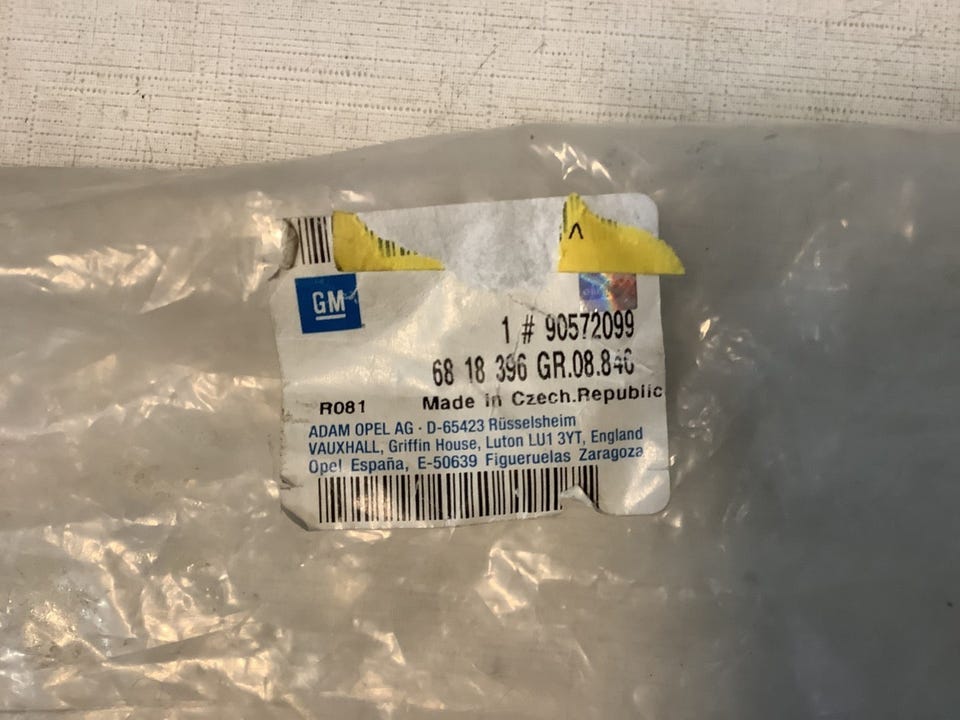 GM
1 # 90572099
68 18 396 GR.08.846
R081 Made in Czech.Republic
ADAM OPEL AG · D-65423 Rüsselsheim
VAUXHALL, Griffin House, Luton LU1 3YT, England
Opel España, E-50639 Figueruelas Zaragoza